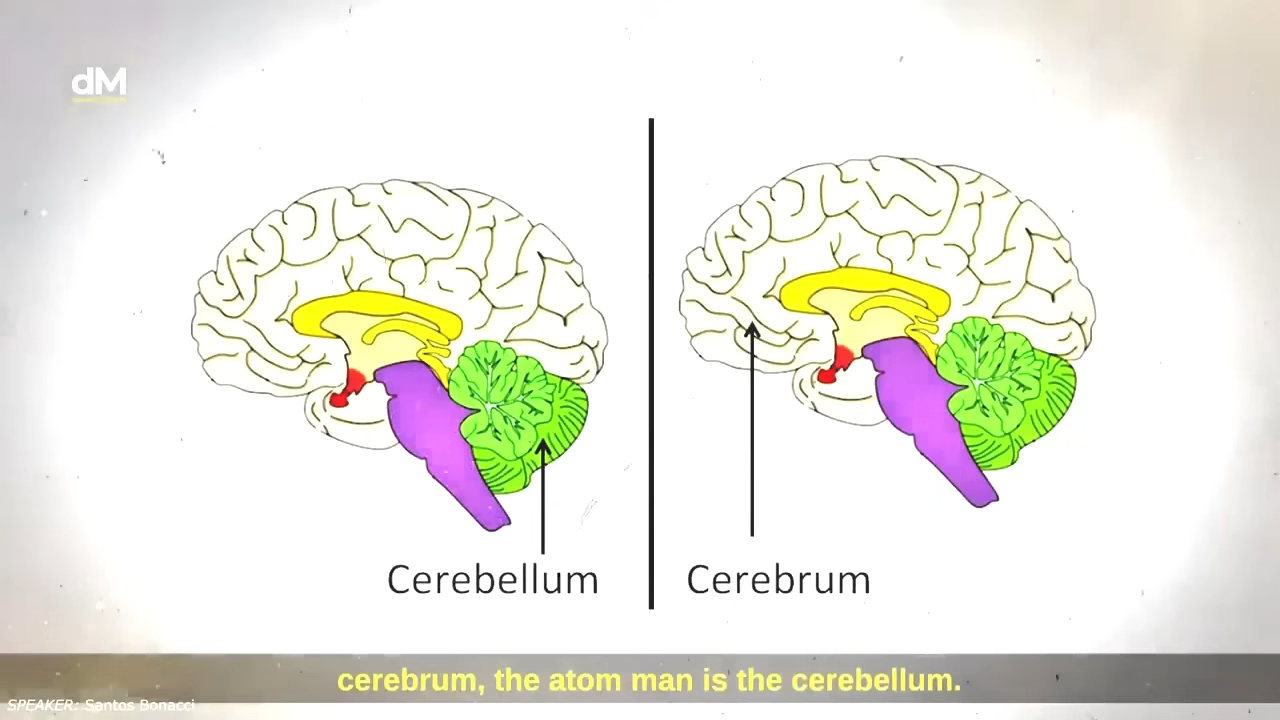 dM
Cerebellum
Cerebrum
cerebrum, the atom man is the cerebellum.
SPEAKER: Santos Bonacci